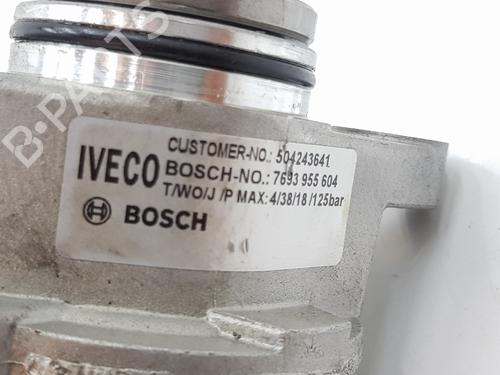 CUSTOMER-NO.: 504243641
IVECO BOSCH-NO.: 7693 955 604
T/WO/J /P MAX: 4/38/18 /125bar
BOSCH
B-PARTS